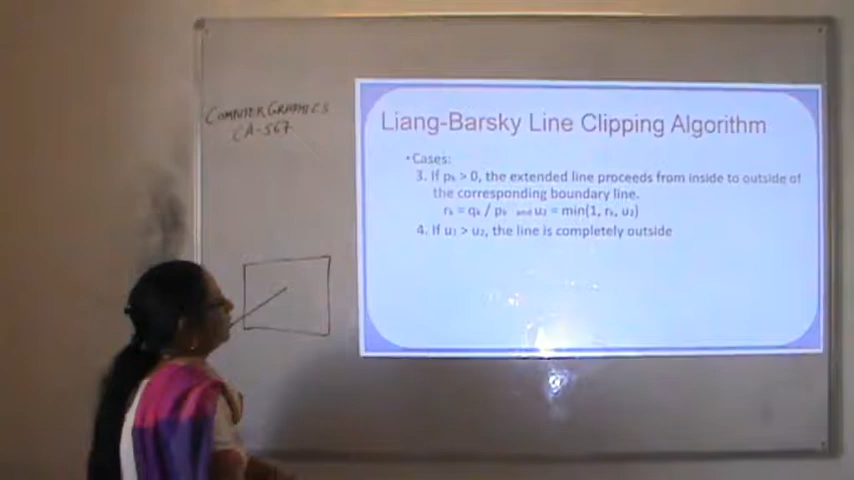 COMPUTER GRAPHICS
CA-567
Liang-Barsky Line Clipping Algorithm
• Cases:
3. If pₖ > 0, the extended line proceeds from inside to outside of
the corresponding boundary line.
rₖ = qₖ / pₖ and u₂ = min(1, rₖ, u₂)
4. If u₁ > u₂, the line is completely outside